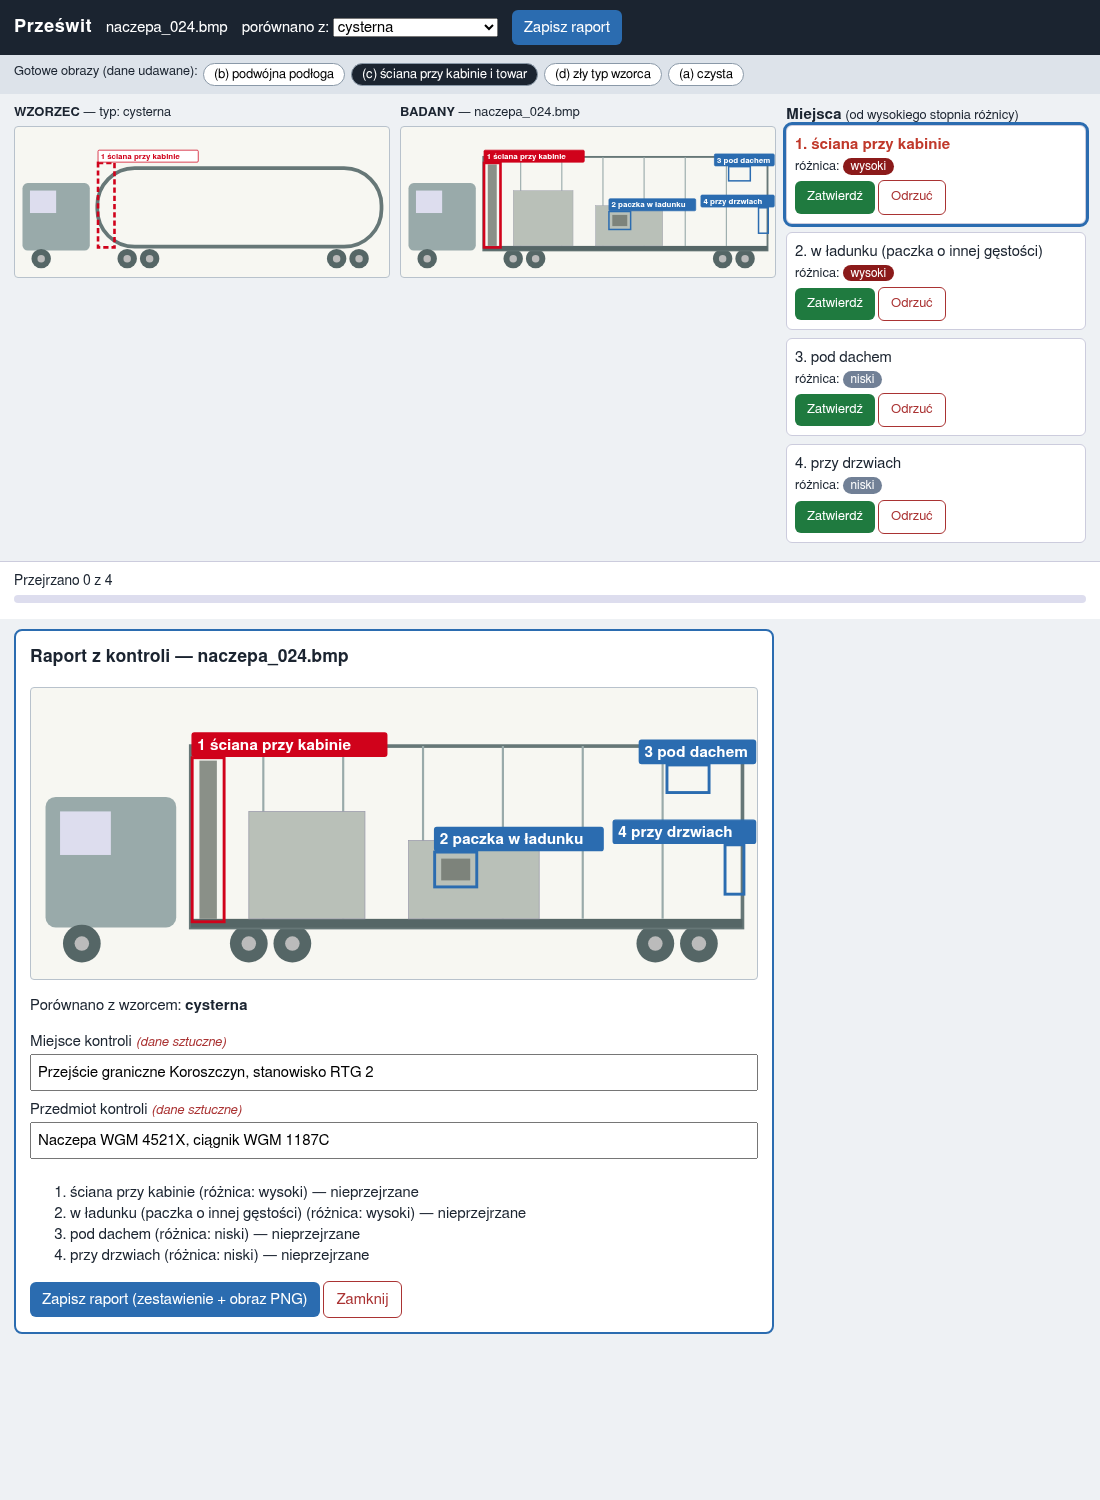 Prześwit naczepa_024.bmp porównano z: cysterna Zapisz raport
Gotowe obrazy (dane udawane): (b) podwójna podłoga (c) ściana przy kabinie i towar (d) zły typ wzorca (a) czysta
WZORZEC — typ: cysterna
1 ściana przy kabinie
BADANY — naczepa_024.bmp
1 ściana przy kabinie
3 pod dachem
2 paczka w ładunku
4 przy drzwiach
Miejsca (od wysokiego stopnia różnicy)
1. ściana przy kabinie
różnica: wysoki
Zatwierdź Odrzuć
2. w ładunku (paczka o innej gęstości)
różnica: wysoki
Zatwierdź Odrzuć
3. pod dachem
różnica: niski
Zatwierdź Odrzuć
4. przy drzwiach
różnica: niski
Zatwierdź Odrzuć
Przejrzano 0 z 4
Raport z kontroli — naczepa_024.bmp
1 ściana przy kabinie
3 pod dachem
2 paczka w ładunku
4 przy drzwiach
Porównano z wzorcem: cysterna
Miejsce kontroli (dane sztuczne)
Przejście graniczne Koroszczyn, stanowisko RTG 2
Przedmiot kontroli (dane sztuczne)
Naczepa WGM 4521X, ciągnik WGM 1187C
1. ściana przy kabinie (różnica: wysoki) — nieprzejrzane
2. w ładunku (paczka o innej gęstości) (różnica: wysoki) — nieprzejrzane
3. pod dachem (różnica: niski) — nieprzejrzane
4. przy drzwiach (różnica: niski) — nieprzejrzane
Zapisz raport (zestawienie + obraz PNG) Zamknij